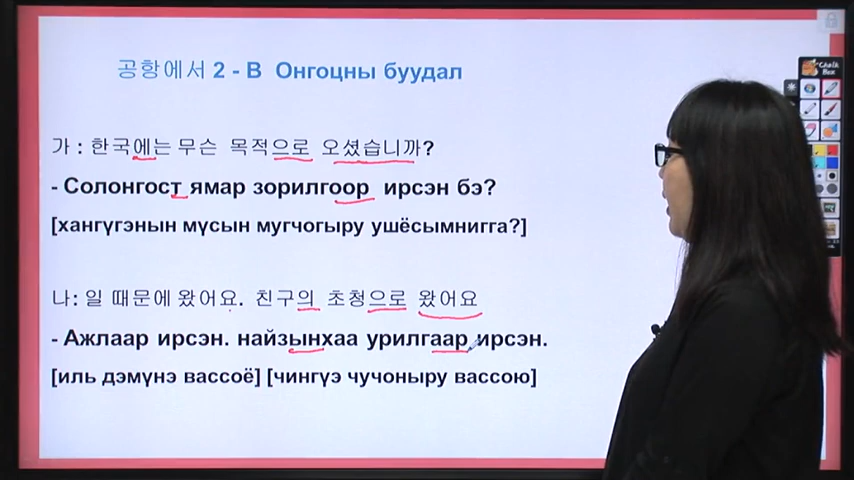 공항에서 2 - B Онгоцны буудал
가 : 한국에는 무슨 목적으로 오셨습니까?
- Солонгост ямар зорилгоор ирсэн бэ?
[хангүгэнын мүсын мугчогыру ушёсымнигга?]
나: 일 때문에 왔어요. 친구의 초청으로 왔어요
- Ажлаар ирсэн. найзынхаа урилгаар ирсэн.
[иль дэмүнэ вассоё] [чингүэ чучоныру вассою]
Chalk Box